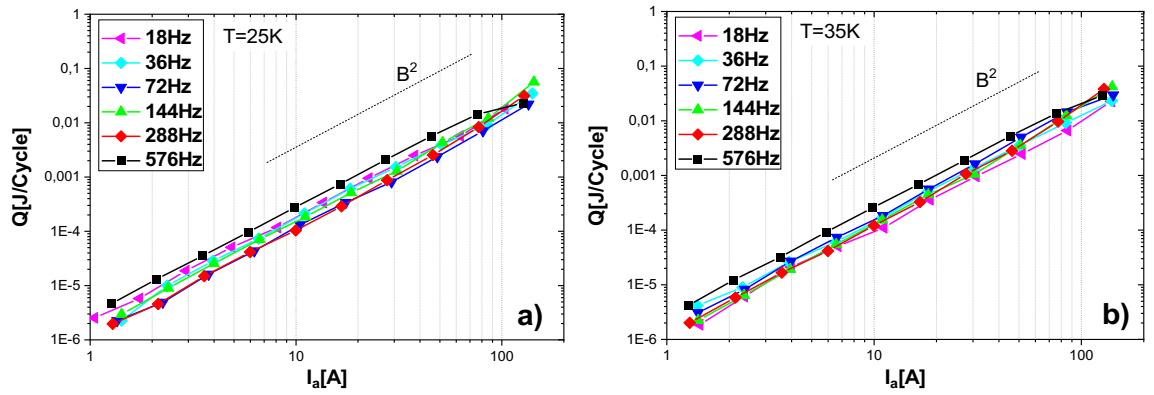 1
0,1
0,01
0,001
1E-4
1E-5
1E-6
Q[J/Cycle]
18Hz
36Hz
72Hz
144Hz
288Hz
576Hz
T=25K
B²
a)
1
10
100
Iₐ[A]
1
0,1
0,01
0,001
1E-4
1E-5
1E-6
Q[J/Cycle]
18Hz
36Hz
72Hz
144Hz
288Hz
576Hz
T=35K
B²
b)
1
10
100
Iₐ[A]